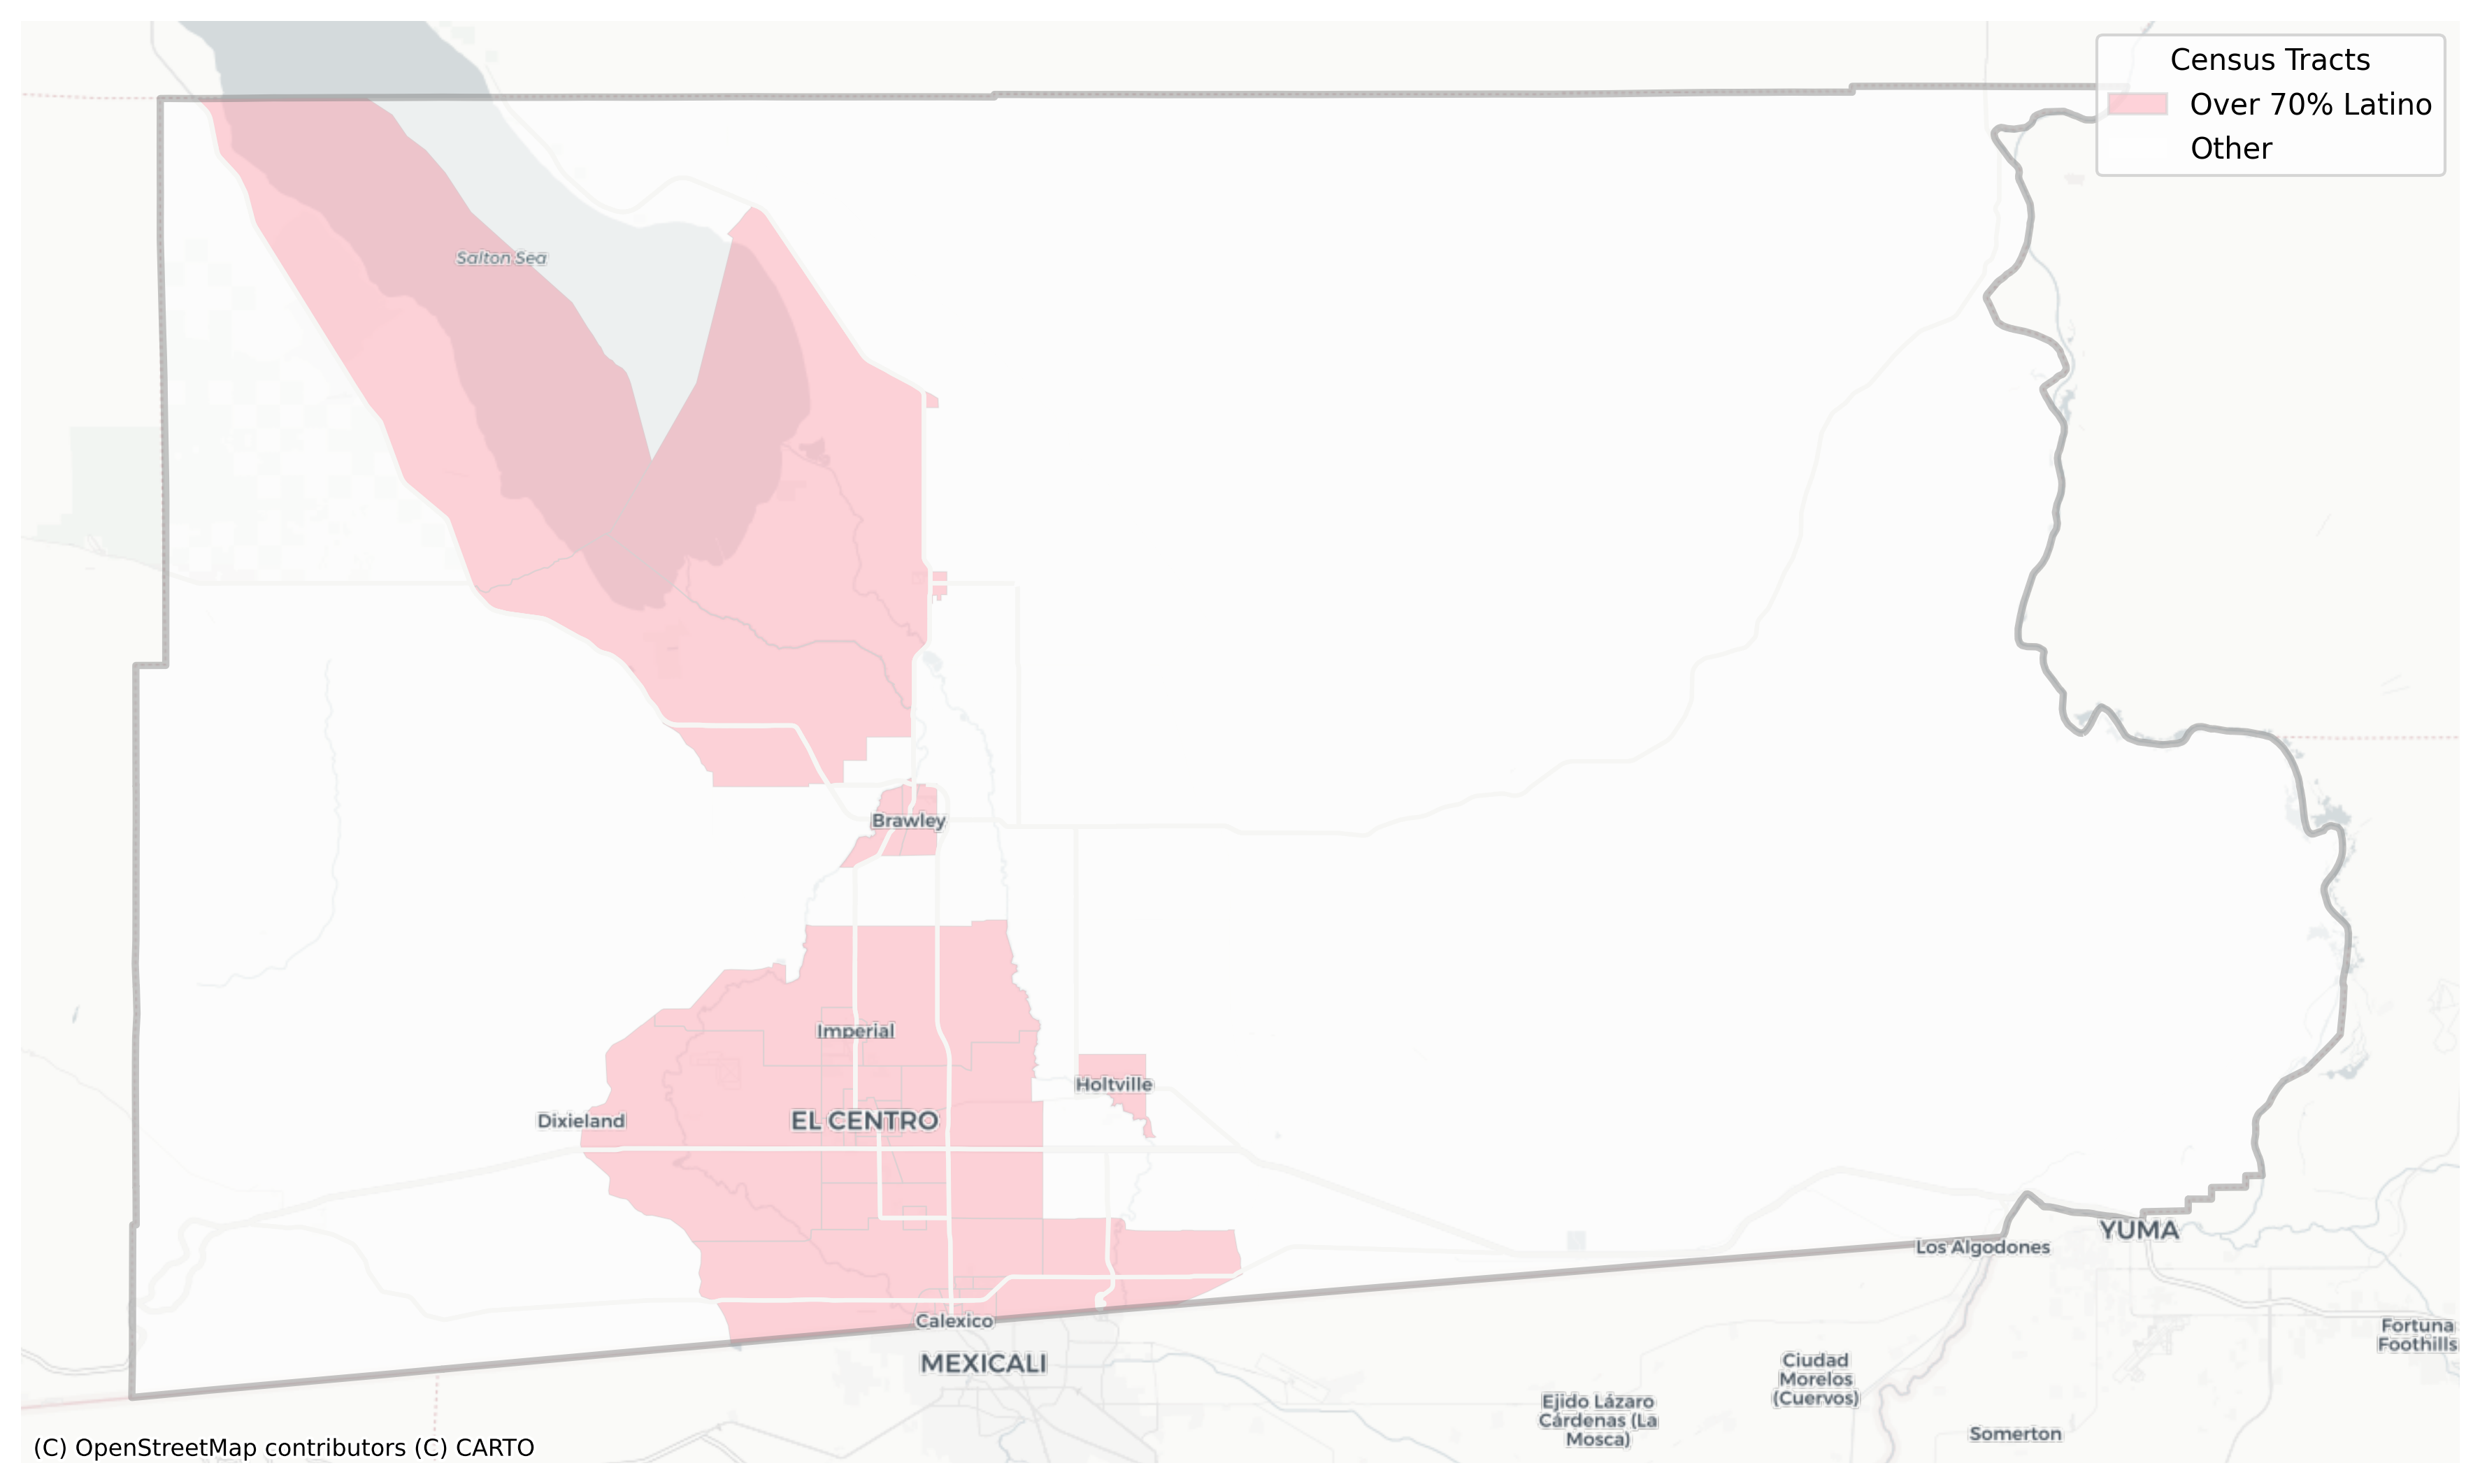 Census Tracts
Over 70% Latino
Other
Salton Sea
Brawley
Imperial
Holtville
Dixieland
EL CENTRO
YUMA
Los Algodones
Calexico
Fortuna
Foothills
MEXICALI
Ciudad
Morelos
(Cuervos)
Ejido Lázaro
Cárdenas (La
Mosca)
Somerton
(C) OpenStreetMap contributors (C) CARTO